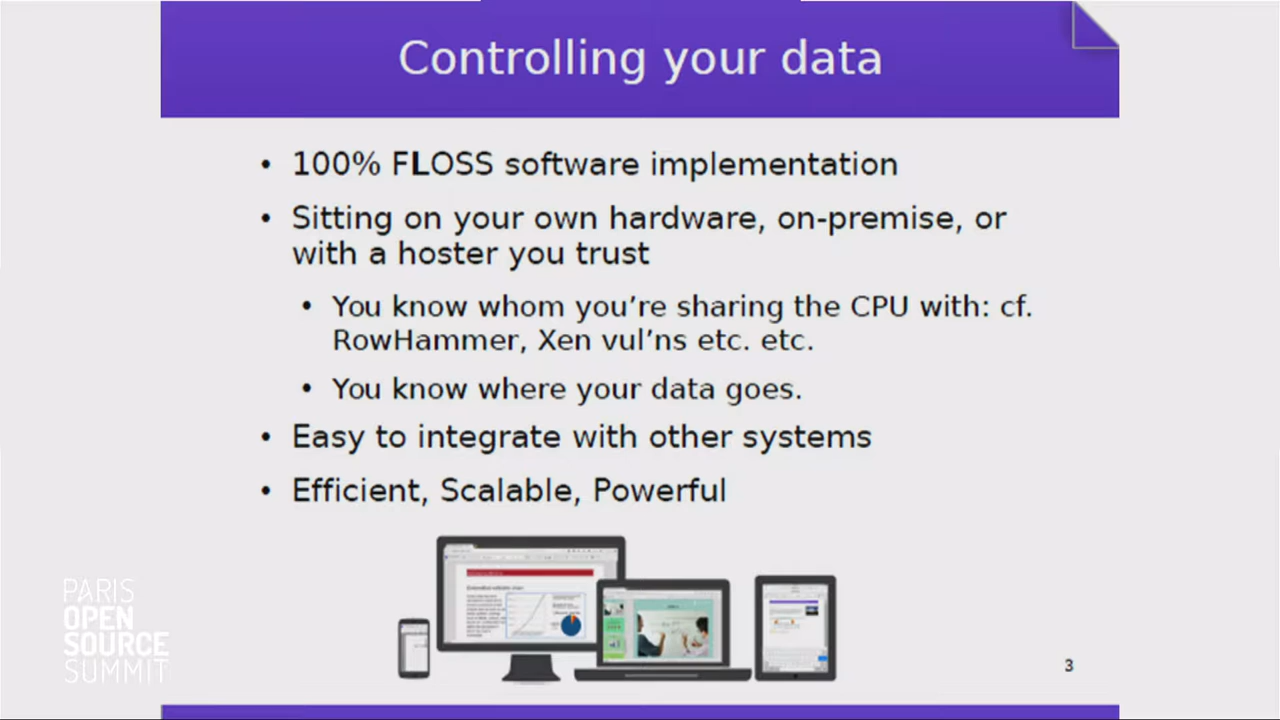 Controlling your data
• 100% FLOSS software implementation
• Sitting on your own hardware, on-premise, or
with a hoster you trust
• You know whom you’re sharing the CPU with: cf.
RowHammer, Xen vul’ns etc. etc.
• You know where your data goes.
• Easy to integrate with other systems
• Efficient, Scalable, Powerful
PARIS
OPEN
SOURCE
SUMMIT
3